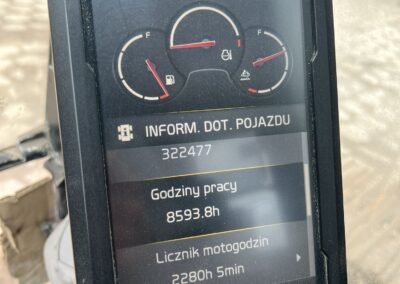 F F
INFORM. DOT. POJAZDU
322477
Godziny pracy
8593.8h
Licznik motogodzin
2280h 5min